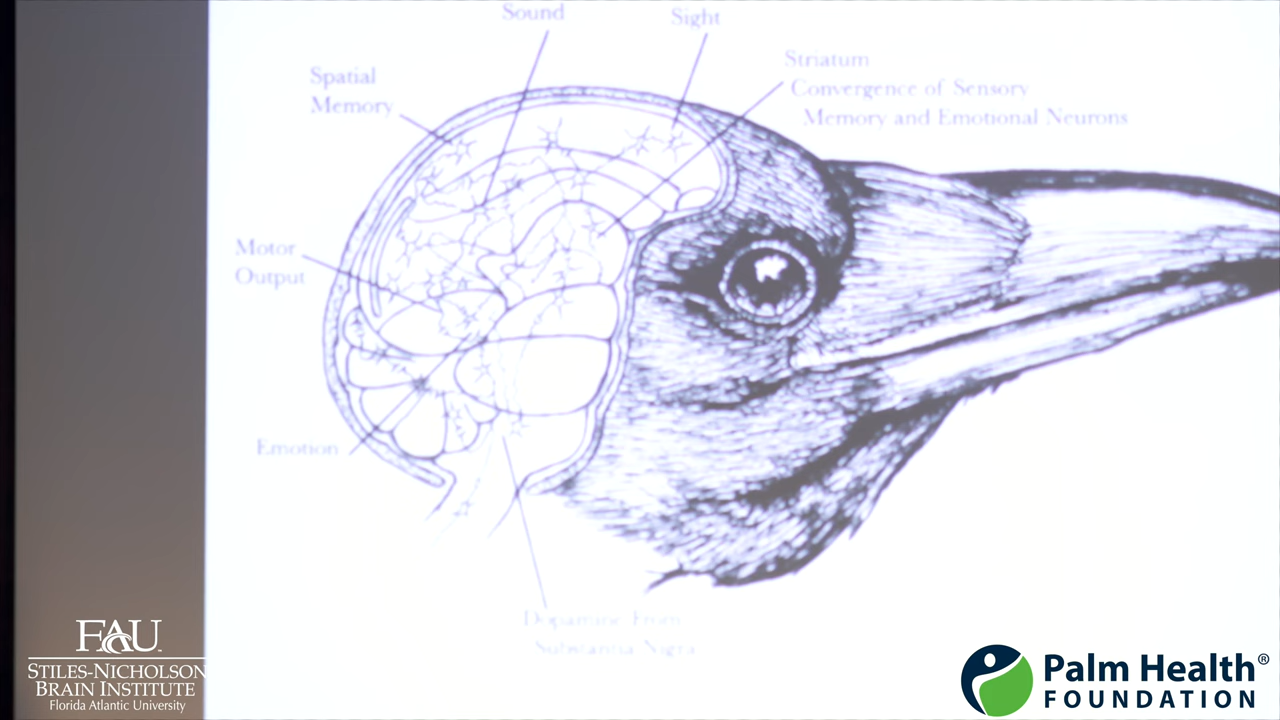 Sound
Sight
Spatial
Memory
Striatum
Convergence of Sensory
Memory and Emotional Neurons
Motor
Output
Emotion
Dopamine From
Substantia Nigra
FAU
STILES-NICHOLSON
BRAIN INSTITUTE
Florida Atlantic University
Palm Health®
FOUNDATION